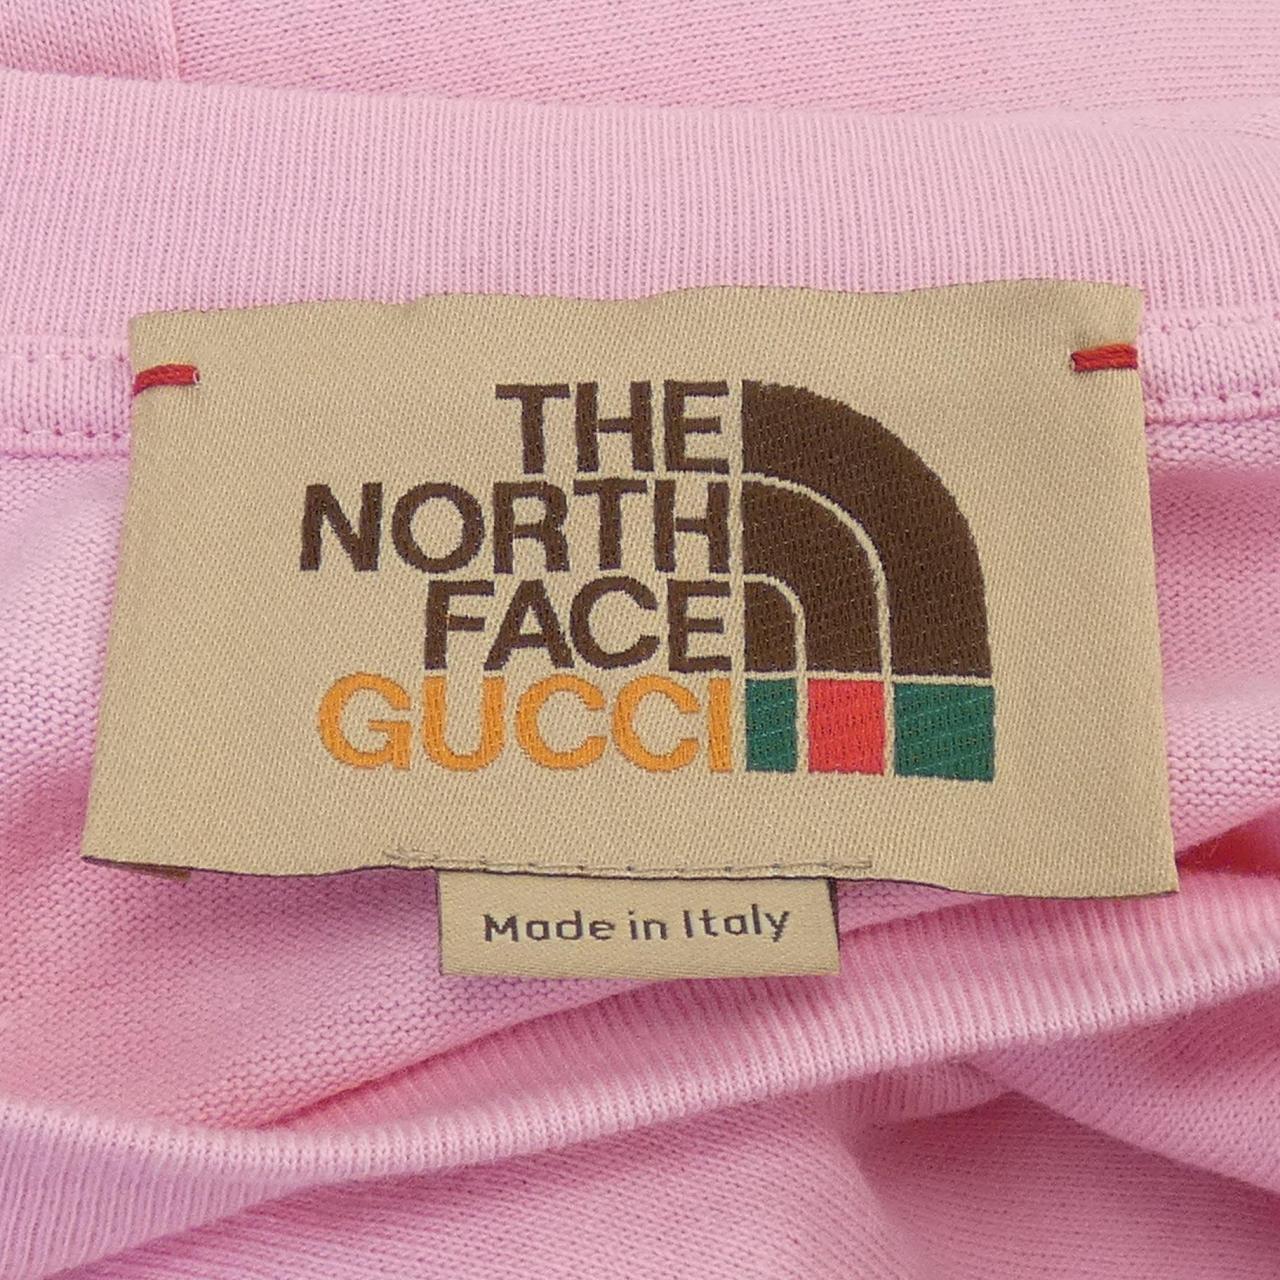 THE
NORTH
FACE
GUCCI
Made in Italy